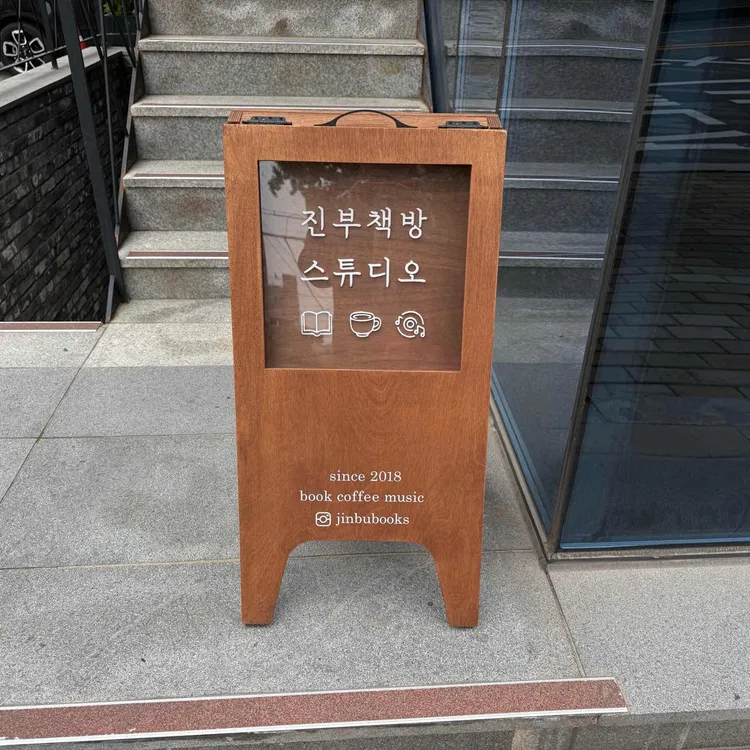 진부책방
스튜디오
since 2018
book coffee music
jinbubooks